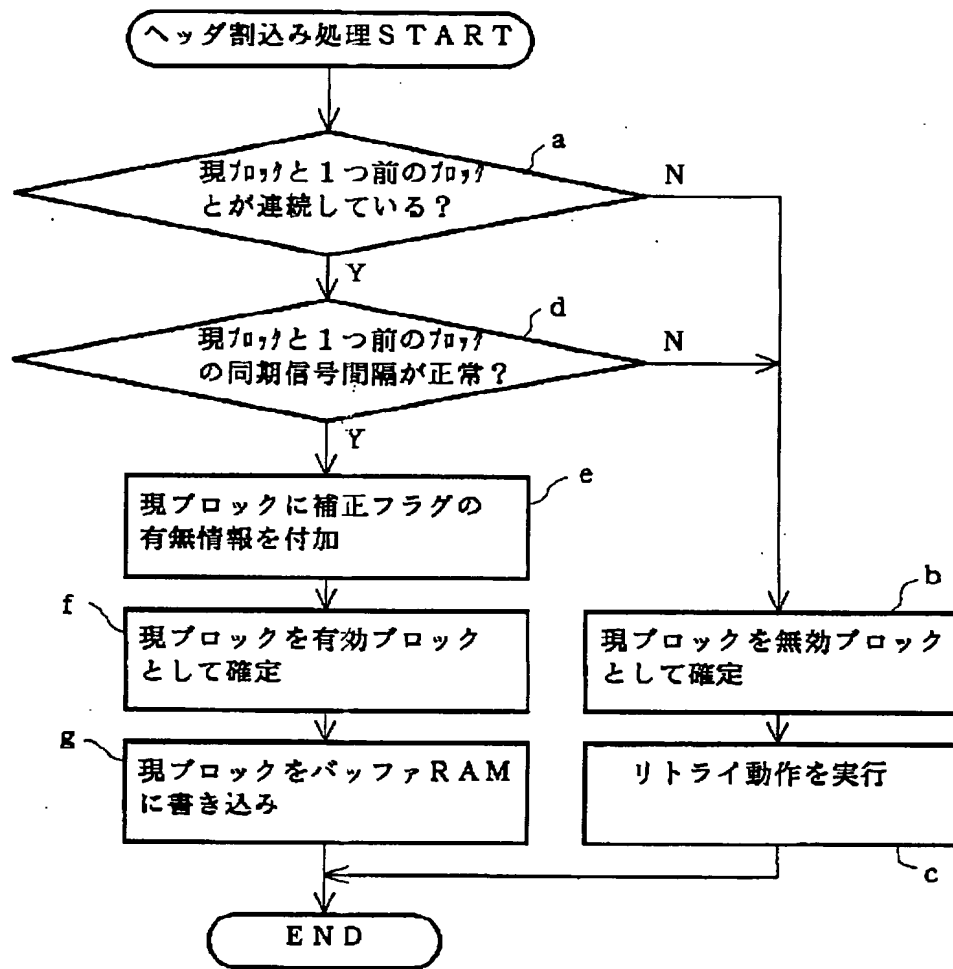 ヘッダ割込み処理START
a
現ブロックと1つ前のブロック
とが連続している?
N
Y
d
現ブロックと1つ前のブロック
の同期信号間隔が正常?
N
Y
e
現ブロックに補正フラグの
有無情報を付加
f
現ブロックを有効ブロック
として確定
b
現ブロックを無効ブロック
として確定
g
現ブロックをバッファRAM
に書き込み
リトライ動作を実行
c
END